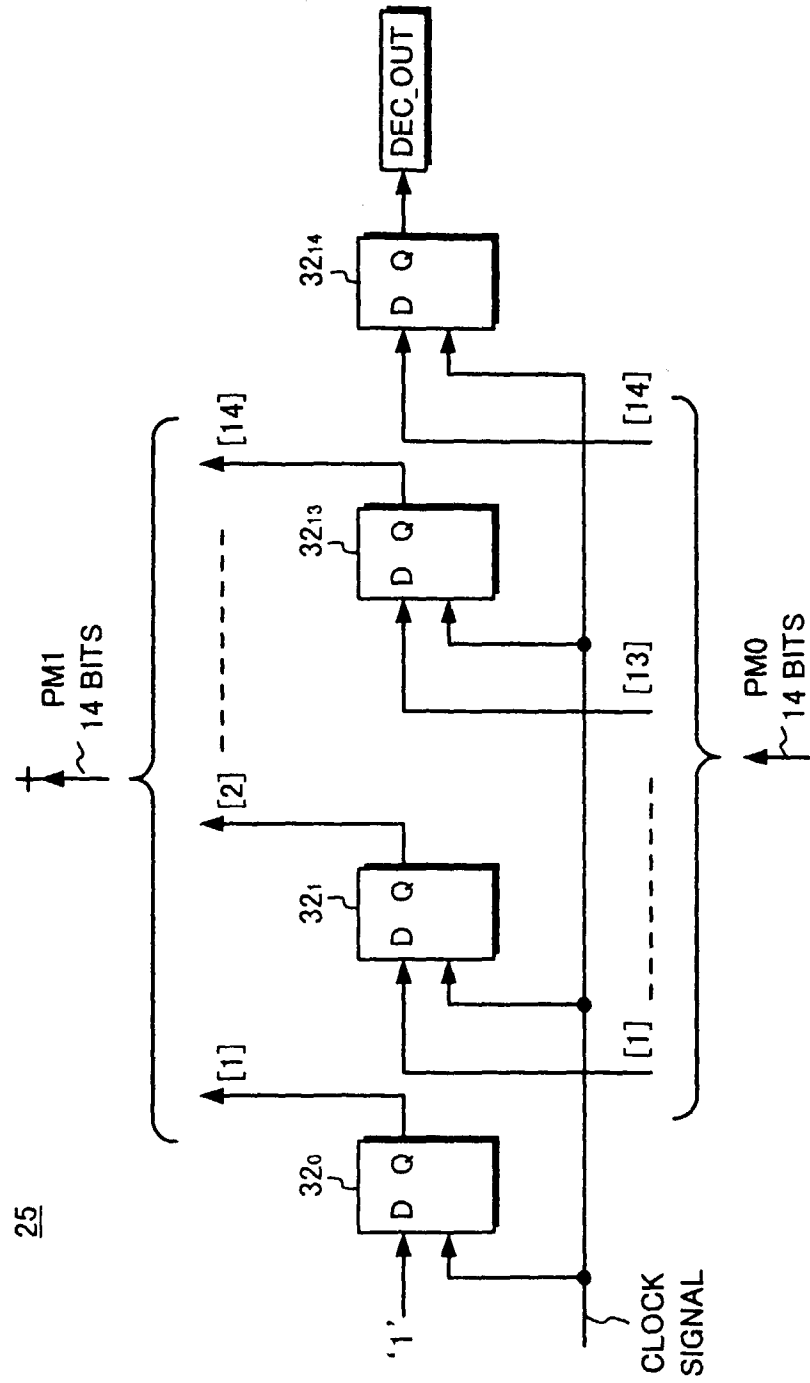 25
PM1
14 BITS
[1]
[2]
[14]
32₀
32₁
32₁₃
32₁₄
'1'
D Q
D Q
D Q
D Q
DEC_OUT
CLOCK
SIGNAL
[1]
[13]
[14]
PM0
14 BITS